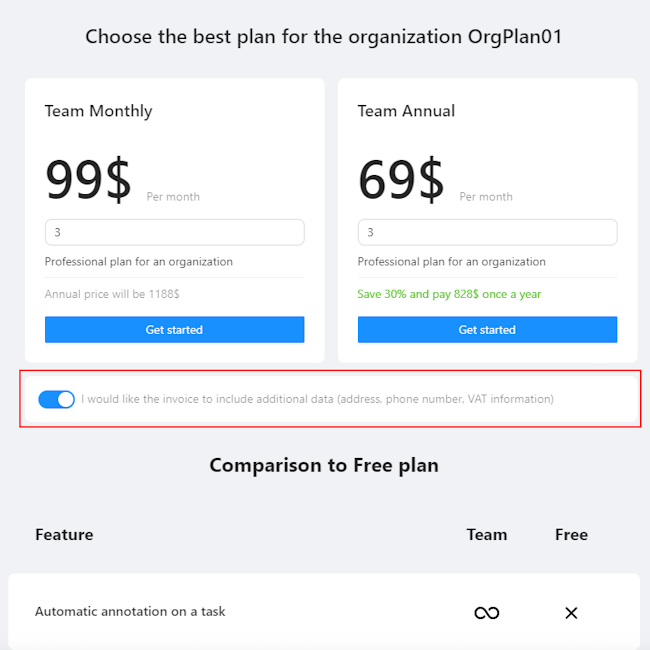 Choose the best plan for the organization OrgPlan01
Team Monthly
99$ Per month
3
Professional plan for an organization
Annual price will be 1188$
Get started
Team Annual
69$ Per month
3
Professional plan for an organization
Save 30% and pay 828$ once a year
Get started
I would like the invoice to include additional data (address, phone number, VAT information)
Comparison to Free plan
Feature Team Free
Automatic annotation on a task